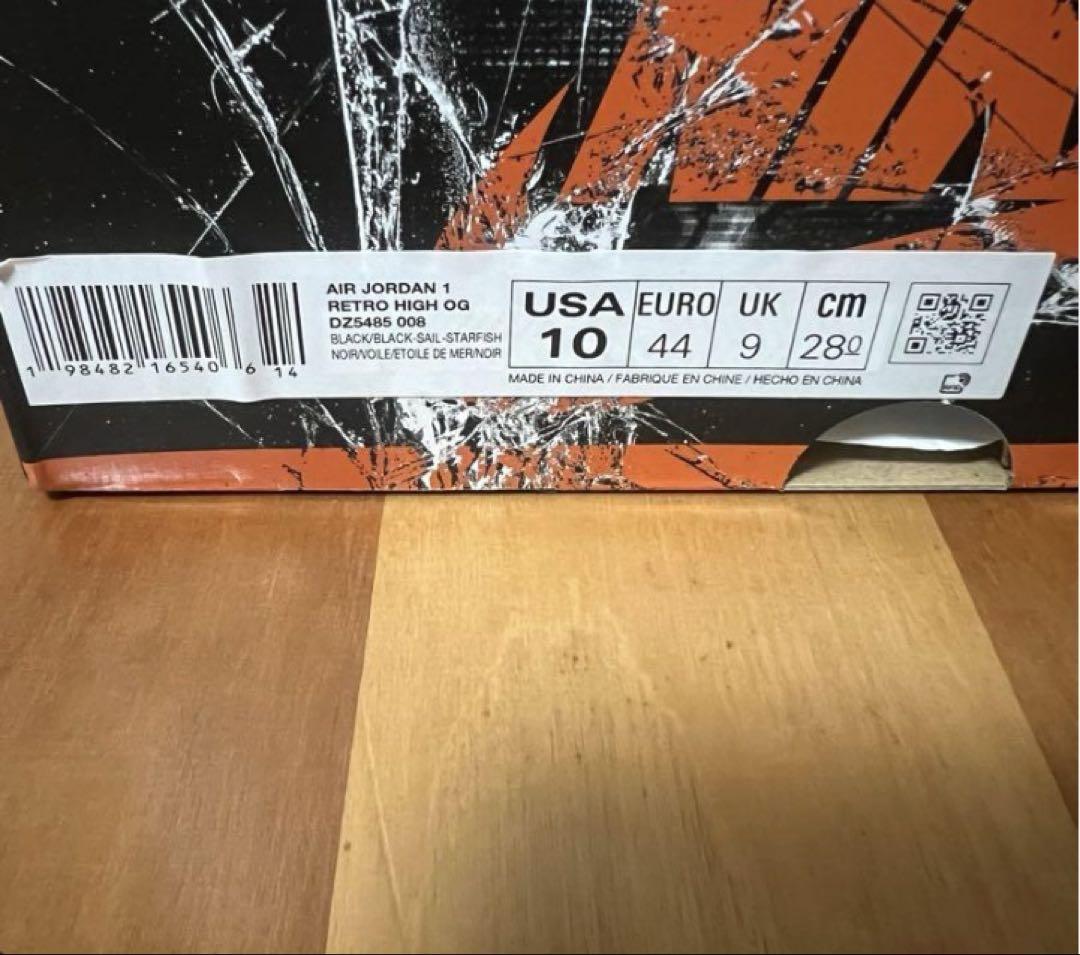 AIR JORDAN 1
RETRO HIGH OG
DZ5485 008
BLACK/BLACK-SAIL-STARFISH
NOIR/VOILE/ETOILE DE MER/NOIR
1 98482 16540 6 14
USA EURO UK cm
10 44 9 280
MADE IN CHINA / FABRIQUE EN CHINE / HECHO EN CHINA